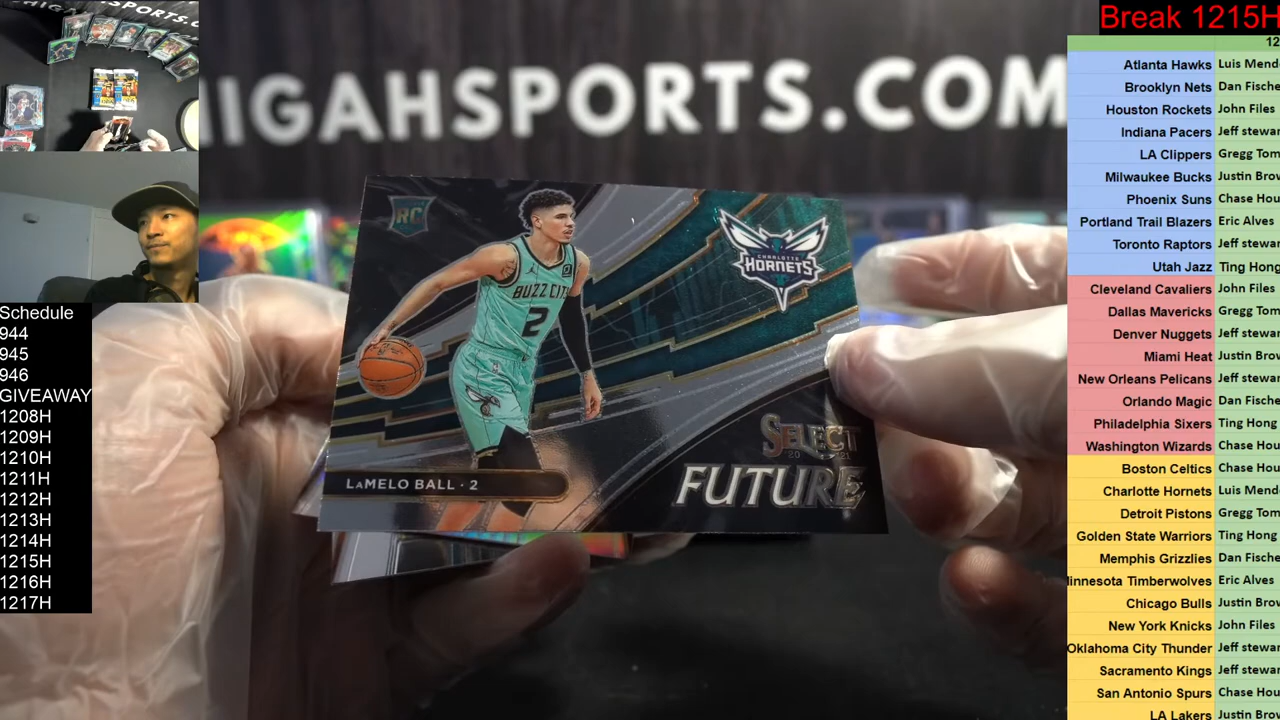 Break 1215H
12
IGAHSPORTS.COM
Atlanta Hawks Luis Mend
Brooklyn Nets Dan Fische
Houston Rockets John Files
Indiana Pacers Jeff stewar
LA Clippers Gregg Tom
Milwaukee Bucks Justin Brov
Phoenix Suns Chase Hou
Portland Trail Blazers Eric Alves
Toronto Raptors Jeff stewar
Utah Jazz Ting Hong
Cleveland Cavaliers John Files
Dallas Mavericks Gregg Tom
Denver Nuggets Jeff stewar
Miami Heat Justin Brov
New Orleans Pelicans Jeff stewar
Orlando Magic Dan Fische
Philadelphia Sixers Ting Hong
Washington Wizards Chase Hou
Boston Celtics Chase Hou
Charlotte Hornets Luis Mend
Detroit Pistons Gregg Tom
Golden State Warriors Ting Hong
Memphis Grizzlies Dan Fische
innesota Timberwolves Eric Alves
Chicago Bulls Justin Brov
New York Knicks John Files
Oklahoma City Thunder Jeff stewar
Sacramento Kings Jeff stewar
San Antonio Spurs Chase Hou
LA Lakers Justin Brov
RC
CHARLOTTE
HORNETS
BUZZ CITY
2
SELECT
20 21
FUTURE
LAMELO BALL · 2
Schedule
944
945
946
GIVEAWAY
1208H
1209H
1210H
1211H
1212H
1213H
1214H
1215H
1216H
1217H